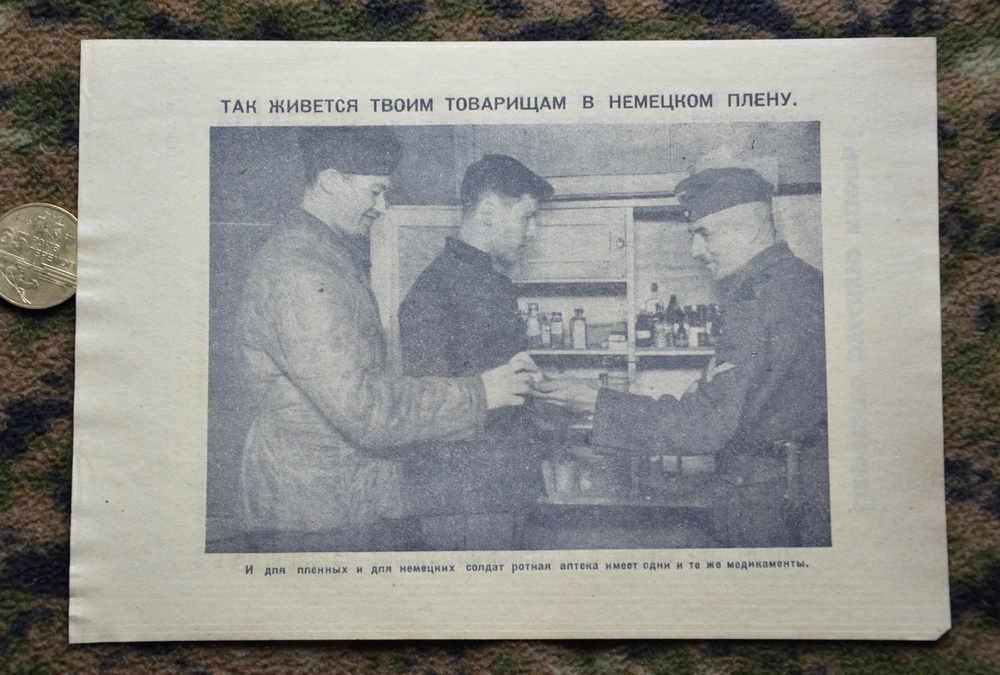 ТАК ЖИВЕТСЯ ТВОИМ ТОВАРИЩАМ В НЕМЕЦКОМ ПЛЕНУ.
И для пленных и для немецких солдат ротная аптека имеет одни и те же медикаменты.